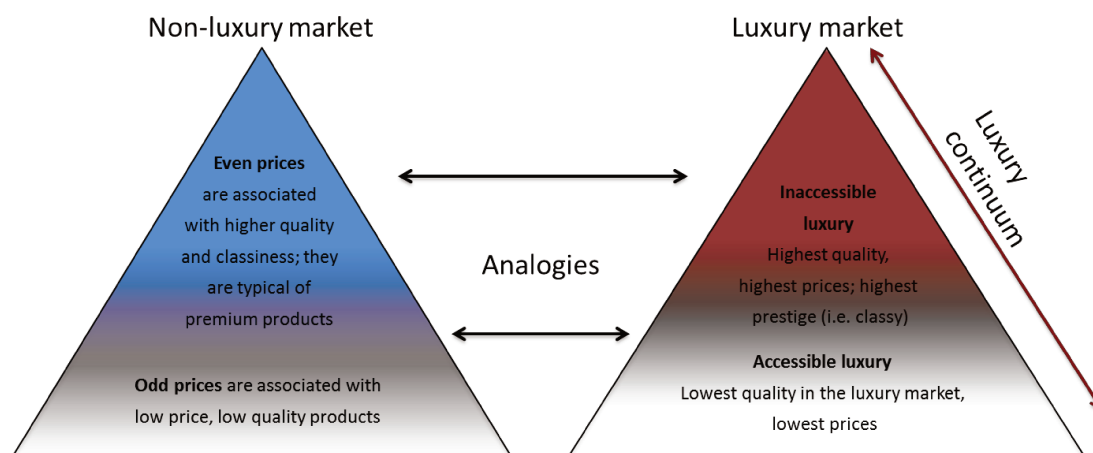 Non-luxury market
Even prices
are associated
with higher quality
and classiness; they
are typical of
premium products
Odd prices are associated with
low price, low quality products
Analogies
Luxury market
Inaccessible
luxury
Highest quality,
highest prices; highest
prestige (i.e. classy)
Accessible luxury
Lowest quality in the luxury market,
lowest prices
Luxury
continuum